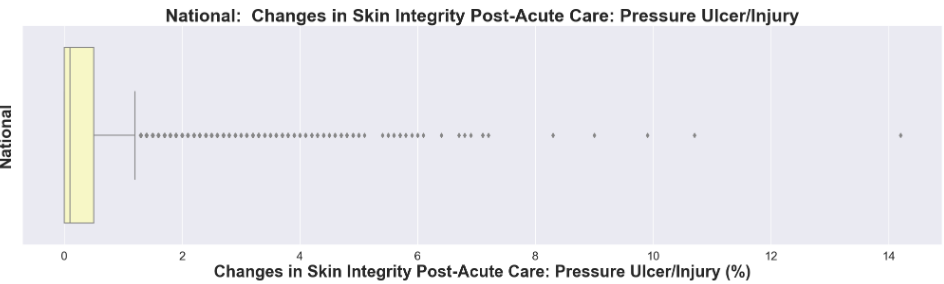 National:  Changes in Skin Integrity Post-Acute Care: Pressure Ulcer/Injury
National
0 2 4 6 8 10 12 14
Changes in Skin Integrity Post-Acute Care: Pressure Ulcer/Injury (%)